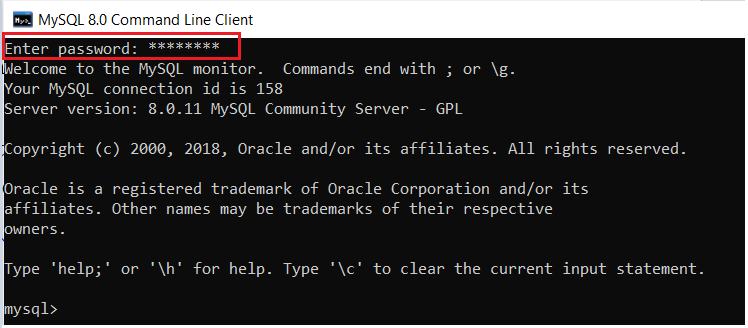 MySQL 8.0 Command Line Client
Enter password: ********
Welcome to the MySQL monitor.  Commands end with ; or \g.
Your MySQL connection id is 158
Server version: 8.0.11 MySQL Community Server - GPL
Copyright (c) 2000, 2018, Oracle and/or its affiliates. All rights reserved.
Oracle is a registered trademark of Oracle Corporation and/or its
affiliates. Other names may be trademarks of their respective
owners.
Type 'help;' or '\h' for help. Type '\c' to clear the current input statement.
mysql>